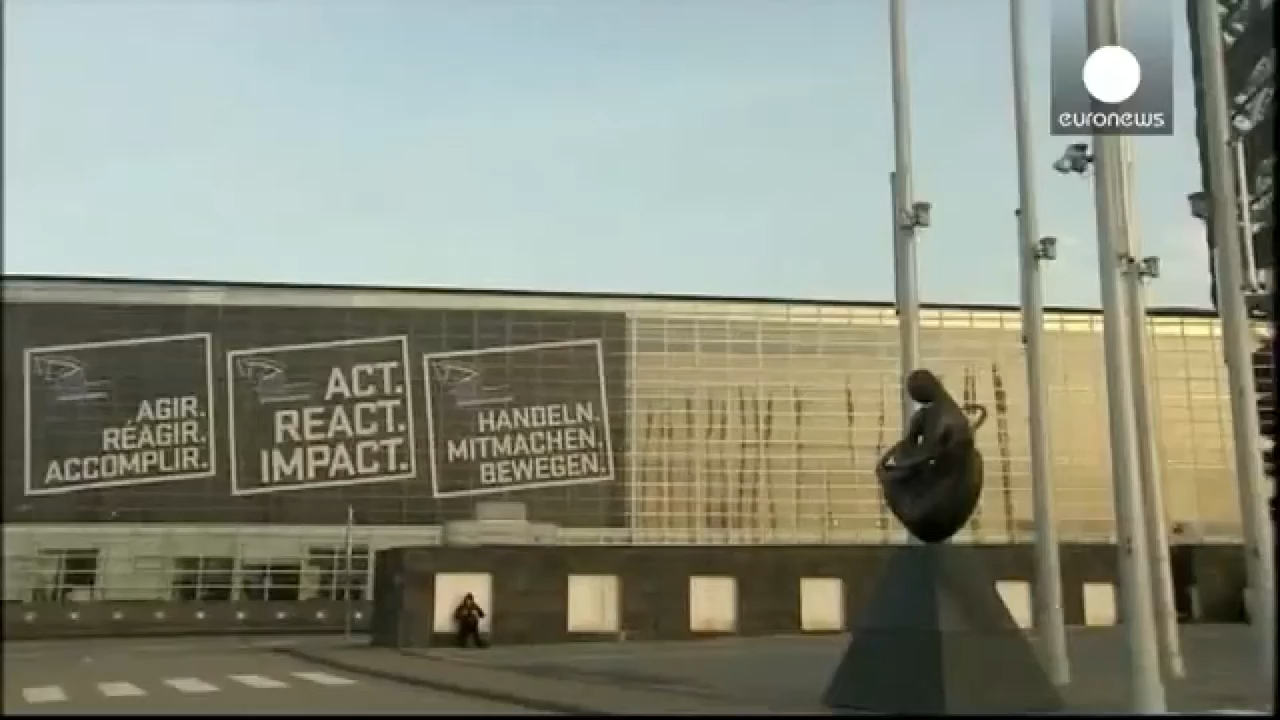 euronews
AGIR.
RÉAGIR.
ACCOMPLIR.
ACT.
REACT.
IMPACT.
HANDELN.
MITMACHEN.
BEWEGEN.